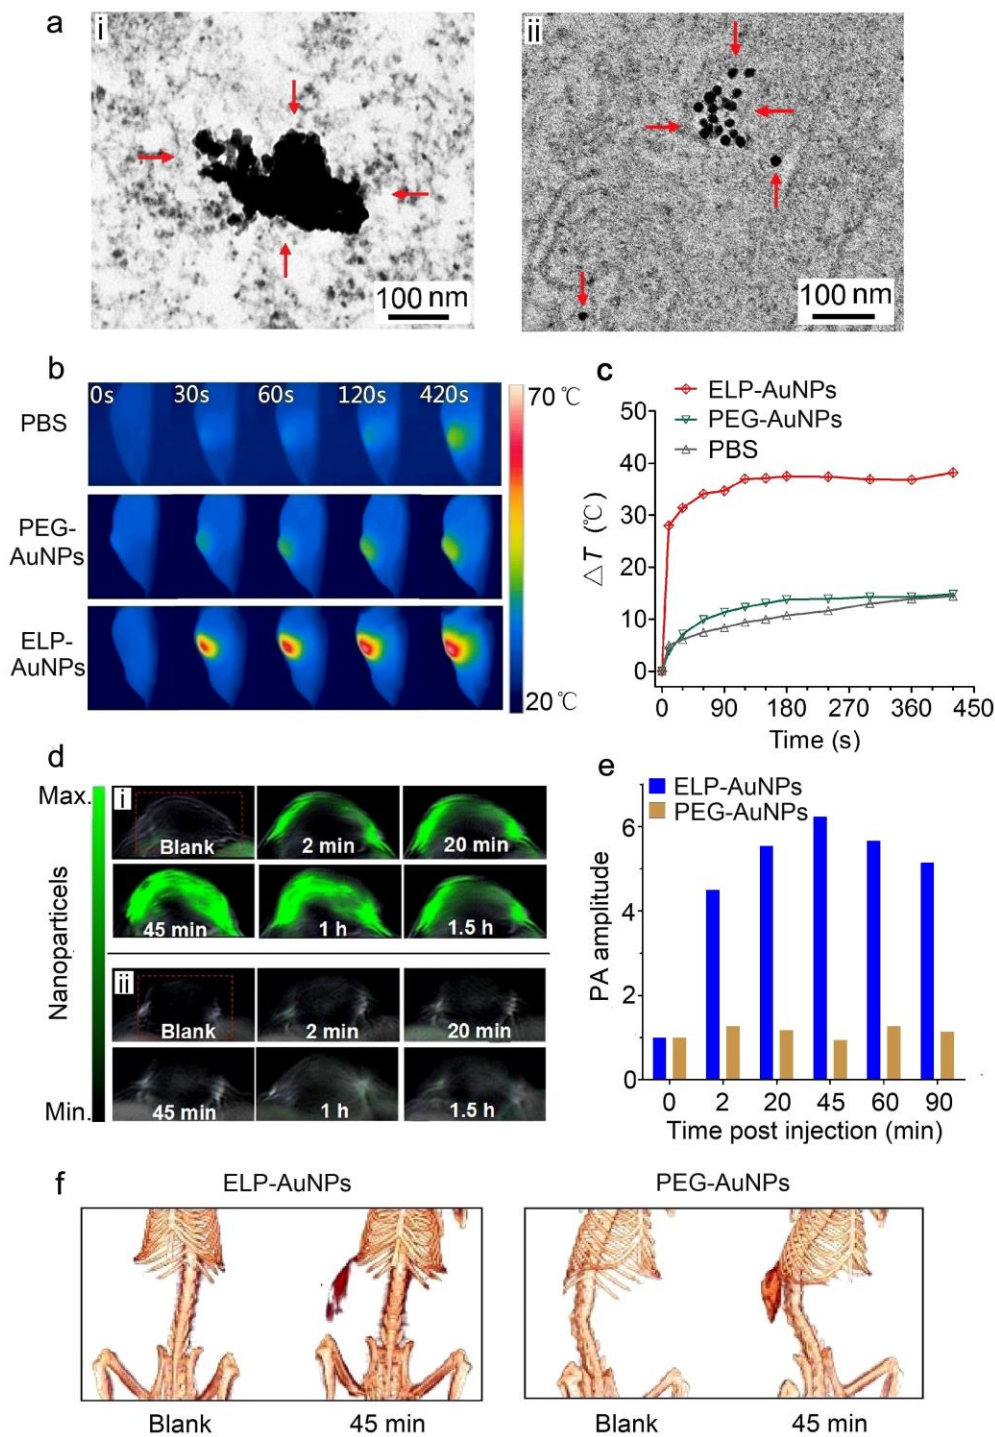 a
i
100 nm
ii
100 nm
b
0s 30s 60s 120s 420s
PBS
PEG-
AuNPs
ELP-
AuNPs
70 ℃
20 ℃
c
ELP-AuNPs
PEG-AuNPs
PBS
△T (℃)
50
40
30
20
10
0
0 90 180 270 360 450
Time (s)
d
Max.
Nanoparticels
Min.
i
Blank 2 min 20 min
45 min 1 h 1.5 h
ii
Blank 2 min 20 min
45 min 1 h 1.5 h
e
ELP-AuNPs
PEG-AuNPs
PA amplitude
6
4
2
0
0 2 20 45 60 90
Time post injection (min)
f
ELP-AuNPs PEG-AuNPs
Blank 45 min Blank 45 min